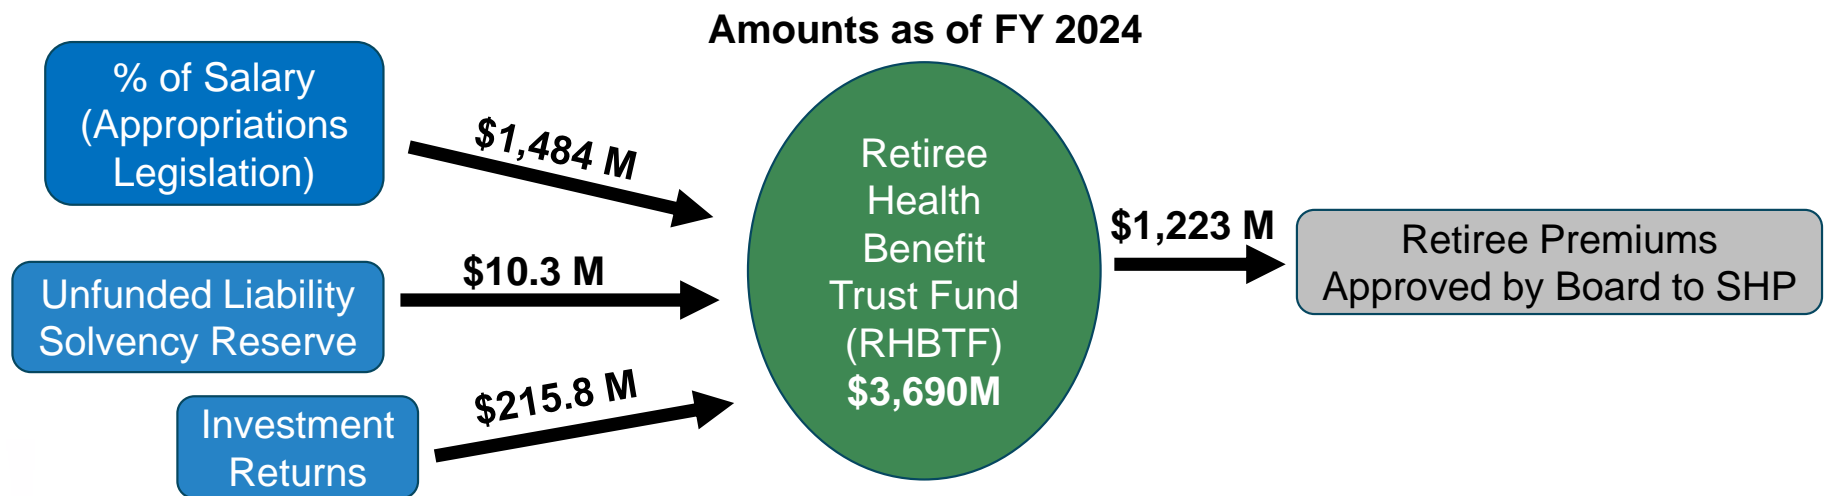 Amounts as of FY 2024
% of Salary
(Appropriations
Legislation)
$1,484 M
Unfunded Liability
Solvency Reserve
$10.3 M
Investment
Returns
$215.8 M
Retiree
Health
Benefit
Trust Fund
(RHBTF)
$3,690M
$1,223 M
Retiree Premiums
Approved by Board to SHP